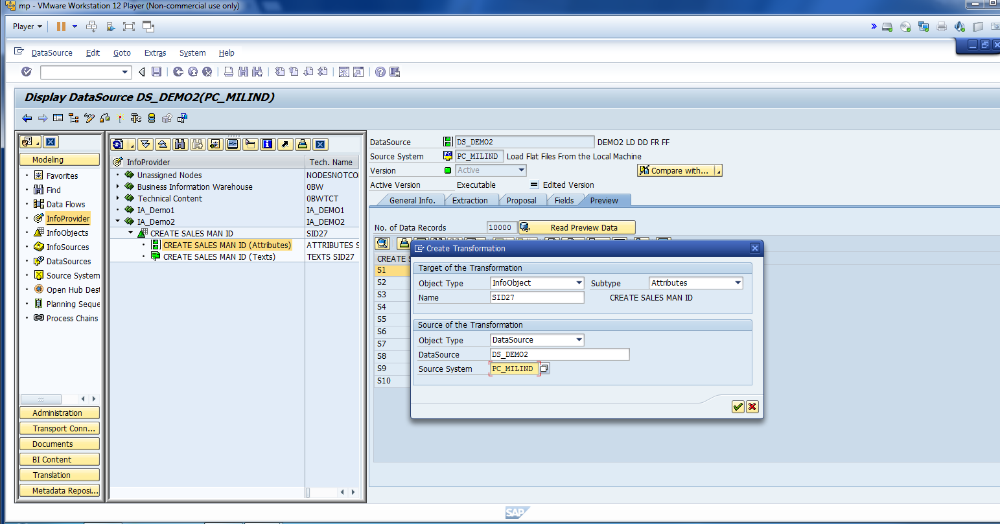 mp - VMware Workstation 12 Player (Non-commercial use only)
Player
DataSource Edit Goto Extras System Help
Display DataSource DS_DEMO2(PC_MILIND)
Modeling
Favorites
Find
Data Flows
InfoProvider
InfoObjects
InfoSources
DataSources
Source System
Open Hub Dest
Planning Seque
Process Chains
Administration
Transport Conn...
Documents
BI Content
Translation
Metadata Reposi...
InfoProvider Tech. Name
Unassigned Nodes NODESNOTCO
Business Information Warehouse 0BW
Technical Content 0BWTCT
IA_Demo1 IA_DEMO1
IA_Demo2 IA_DEMO2
CREATE SALES MAN ID SID27
CREATE SALES MAN ID (Attributes) ATTRIBUTES S
CREATE SALES MAN ID (Texts) TEXTS SID27
DataSource DS_DEMO2 DEMO2 LD DD FR FF
Source System PC_MILIND Load Flat Files From the Local Machine
Version Active Compare with...
Active Version Executable = Edited Version
General Info. Extraction Proposal Fields Preview
No. of Data Records 10000 Read Preview Data
CREATE S
S1
S2
S3
S4
S5
S6
S7
S8
S9
S10
Create Transformation
Target of the Transformation
Object Type InfoObject Subtype Attributes
Name SID27 CREATE SALES MAN ID
Source of the Transformation
Object Type DataSource
DataSource DS_DEMO2
Source System PC_MILIND
SAP